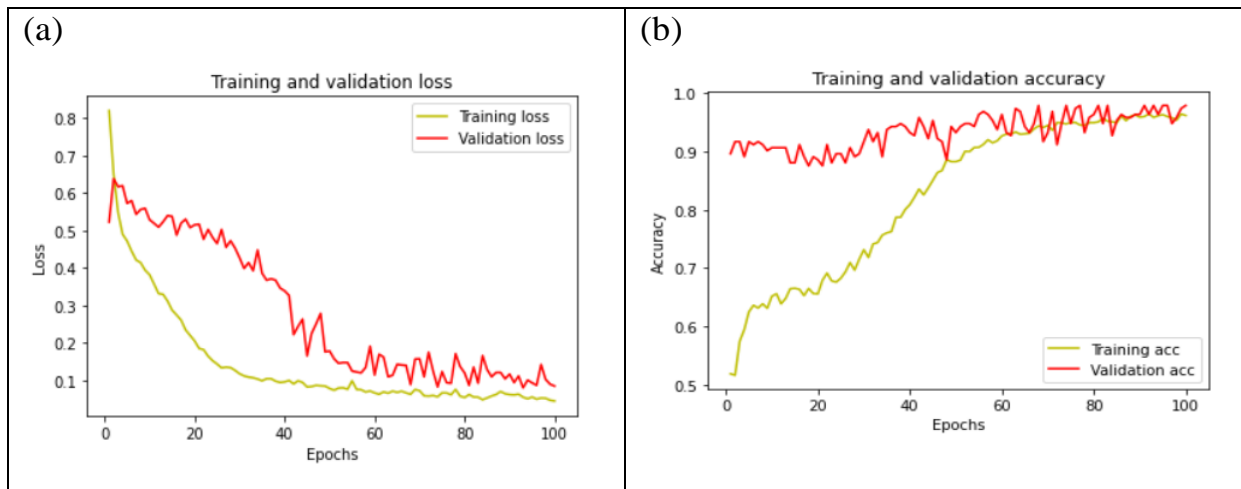 (a)
Training and validation loss
Training loss
Validation loss
0.8
0.7
0.6
0.5
0.4
0.3
0.2
0.1
Loss
0 20 40 60 80 100
Epochs
(b)
Training and validation accuracy
1.0
0.9
0.8
0.7
0.6
0.5
Accuracy
Training acc
Validation acc
0 20 40 60 80 100
Epochs